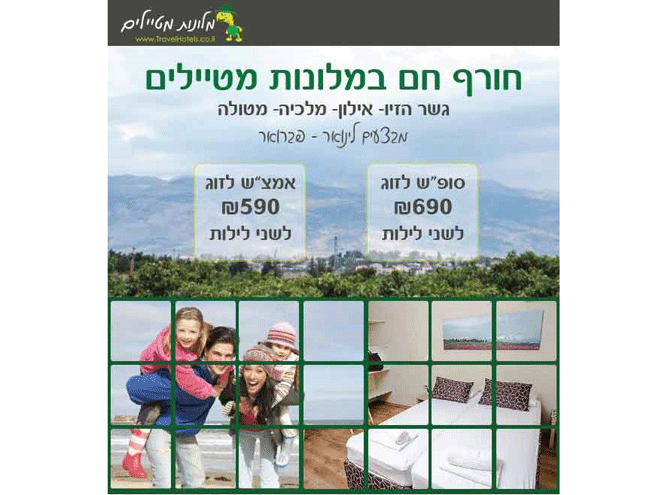 מלונות מטיילים
www.TravelHotels.co.il
חורף חם במלונות מטיילים
גשר הזיו- אילון- מלכיה- מטולה
מבצעים לינואר - פברואר
סופ"ש לזוג
₪690
לשני לילות
אמצ"ש לזוג
₪590
לשני לילות